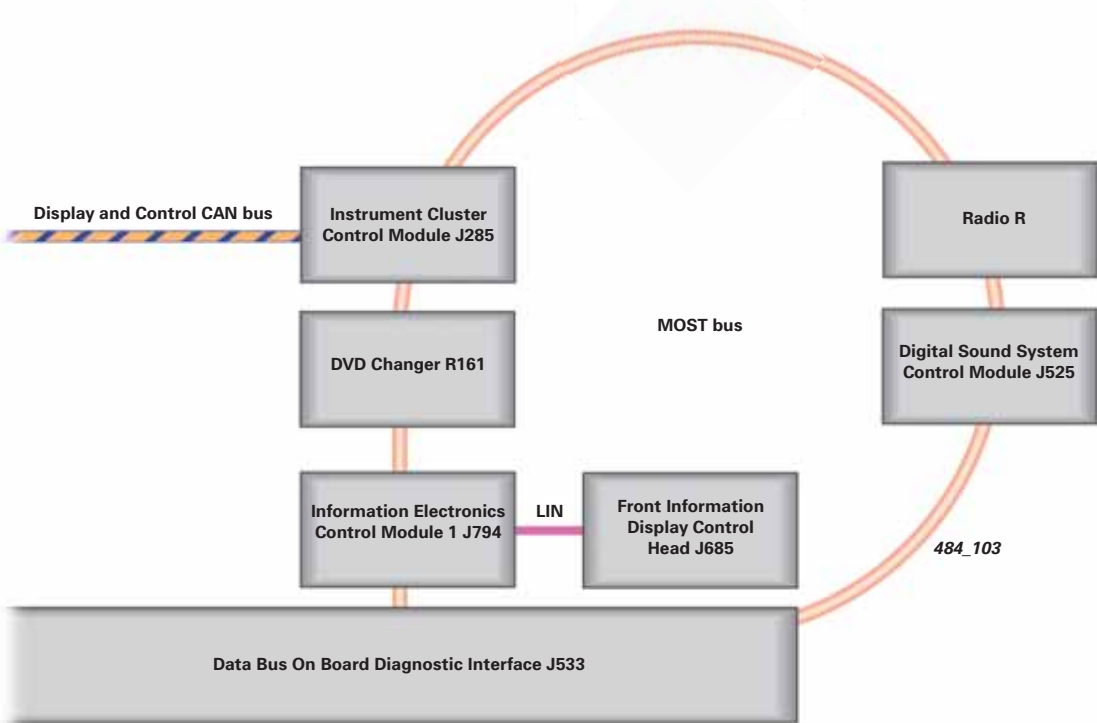 Display and Control CAN bus
Instrument Cluster
Control Module J285
Radio R
DVD Changer R161
MOST bus
Digital Sound System
Control Module J525
Information Electronics
Control Module 1 J794
LIN
Front Information
Display Control
Head J685
484_103
Data Bus On Board Diagnostic Interface J533